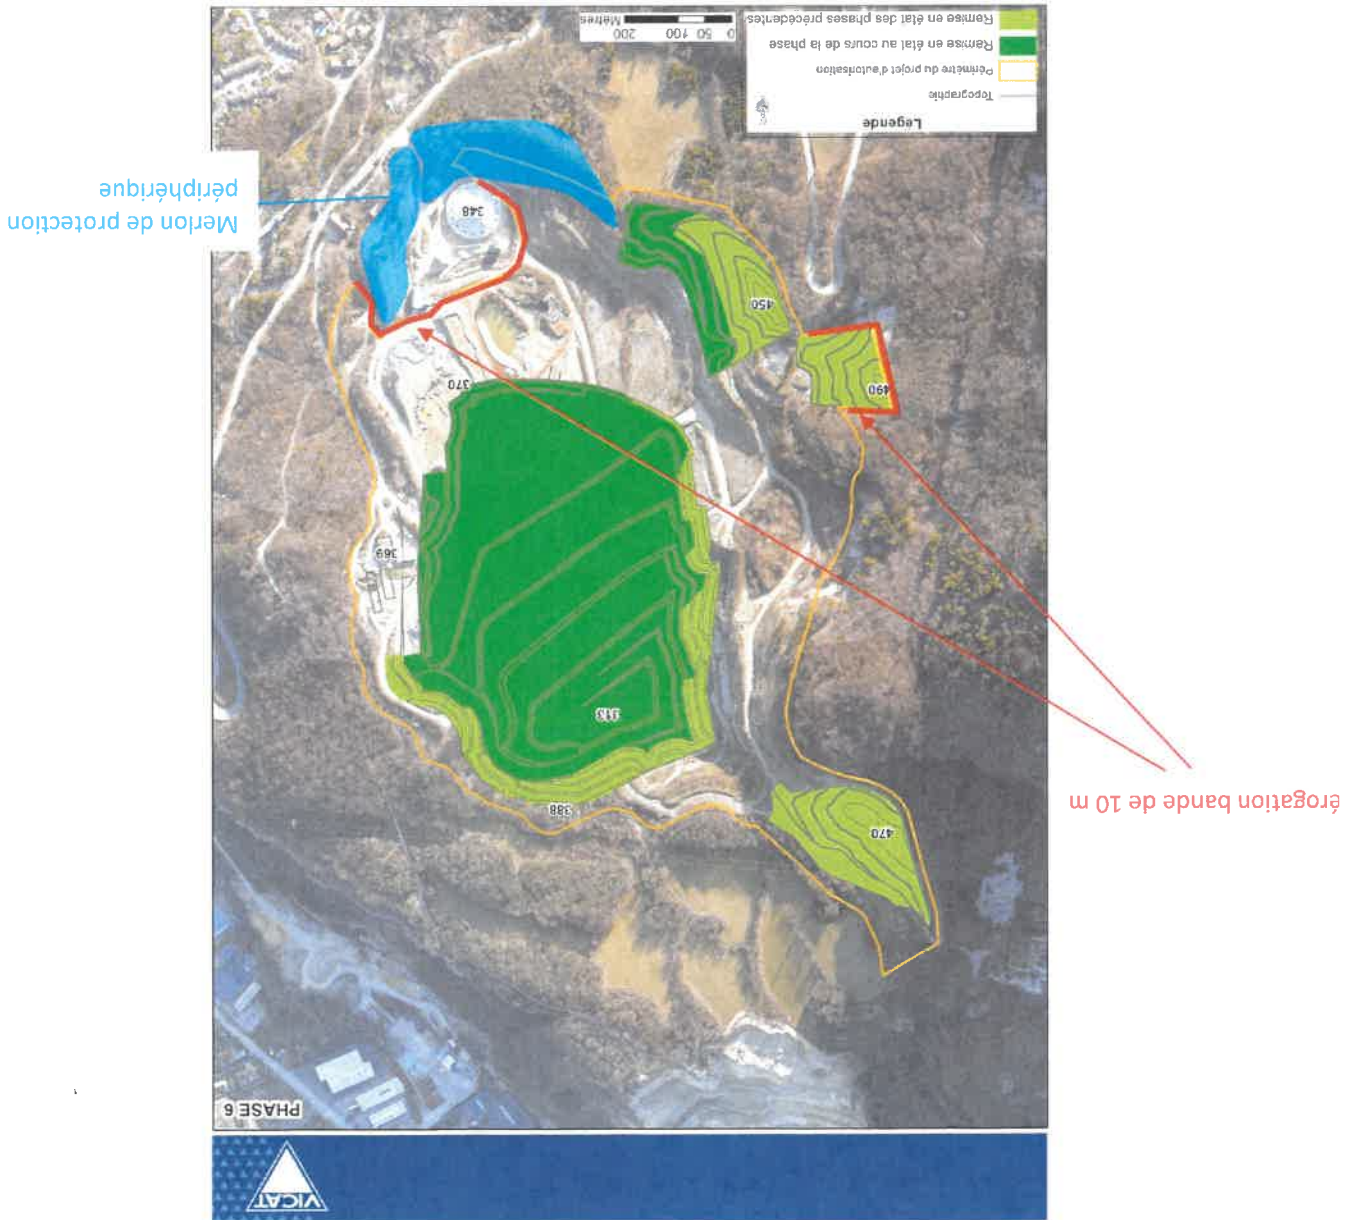 VICAT
PHASE 6
érogation bande de 10 m
470
388
313
369
490
370
450
348
Merlon de protection
périphérique
Légende
Topographie
Périmètre du projet d'autorisation
Remise en état au cours de la phase
Remise en état des phases précédentes
0 50 100 200
Mètres